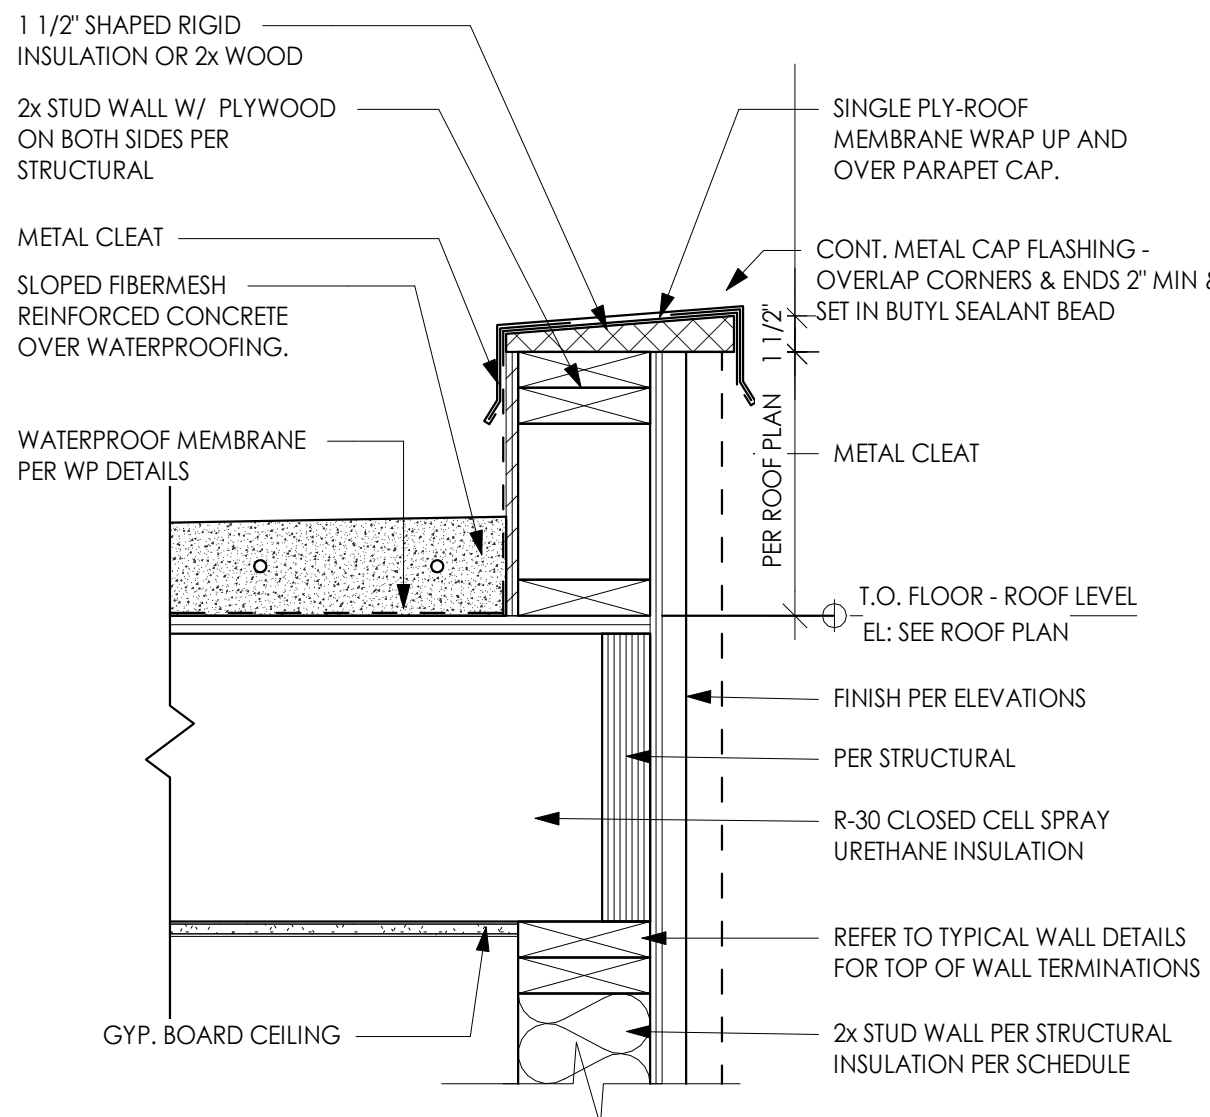 1 1/2" SHAPED RIGID
INSULATION OR 2x WOOD
2x STUD WALL W/ PLYWOOD
ON BOTH SIDES PER
STRUCTURAL
METAL CLEAT
SLOPED FIBERMESH
REINFORCED CONCRETE
OVER WATERPROOFING.
WATERPROOF MEMBRANE
PER WP DETAILS
GYP. BOARD CEILING
SINGLE PLY-ROOF
MEMBRANE WRAP UP AND
OVER PARAPET CAP.
CONT. METAL CAP FLASHING -
OVERLAP CORNERS & ENDS 2" MIN &
SET IN BUTYL SEALANT BEAD
1 1/2"
PER ROOF PLAN
METAL CLEAT
T.O. FLOOR - ROOF LEVEL
EL: SEE ROOF PLAN
FINISH PER ELEVATIONS
PER STRUCTURAL
R-30 CLOSED CELL SPRAY
URETHANE INSULATION
REFER TO TYPICAL WALL DETAILS
FOR TOP OF WALL TERMINATIONS
2x STUD WALL PER STRUCTURAL
INSULATION PER SCHEDULE